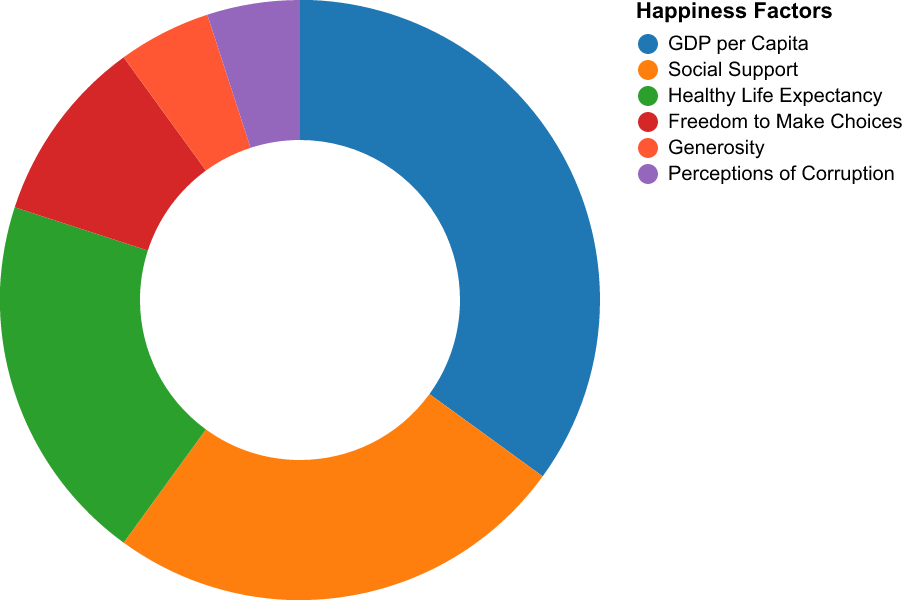 Happiness Factors
GDP per Capita
Social Support
Healthy Life Expectancy
Freedom to Make Choices
Generosity
Perceptions of Corruption